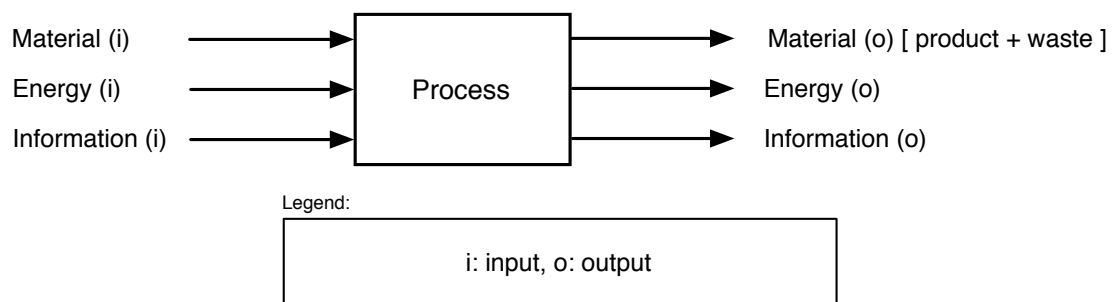 Material (i)
Material (o) [ product + waste ]
Energy (i)
Process
Energy (o)
Information (i)
Information (o)
Legend:
i: input, o: output